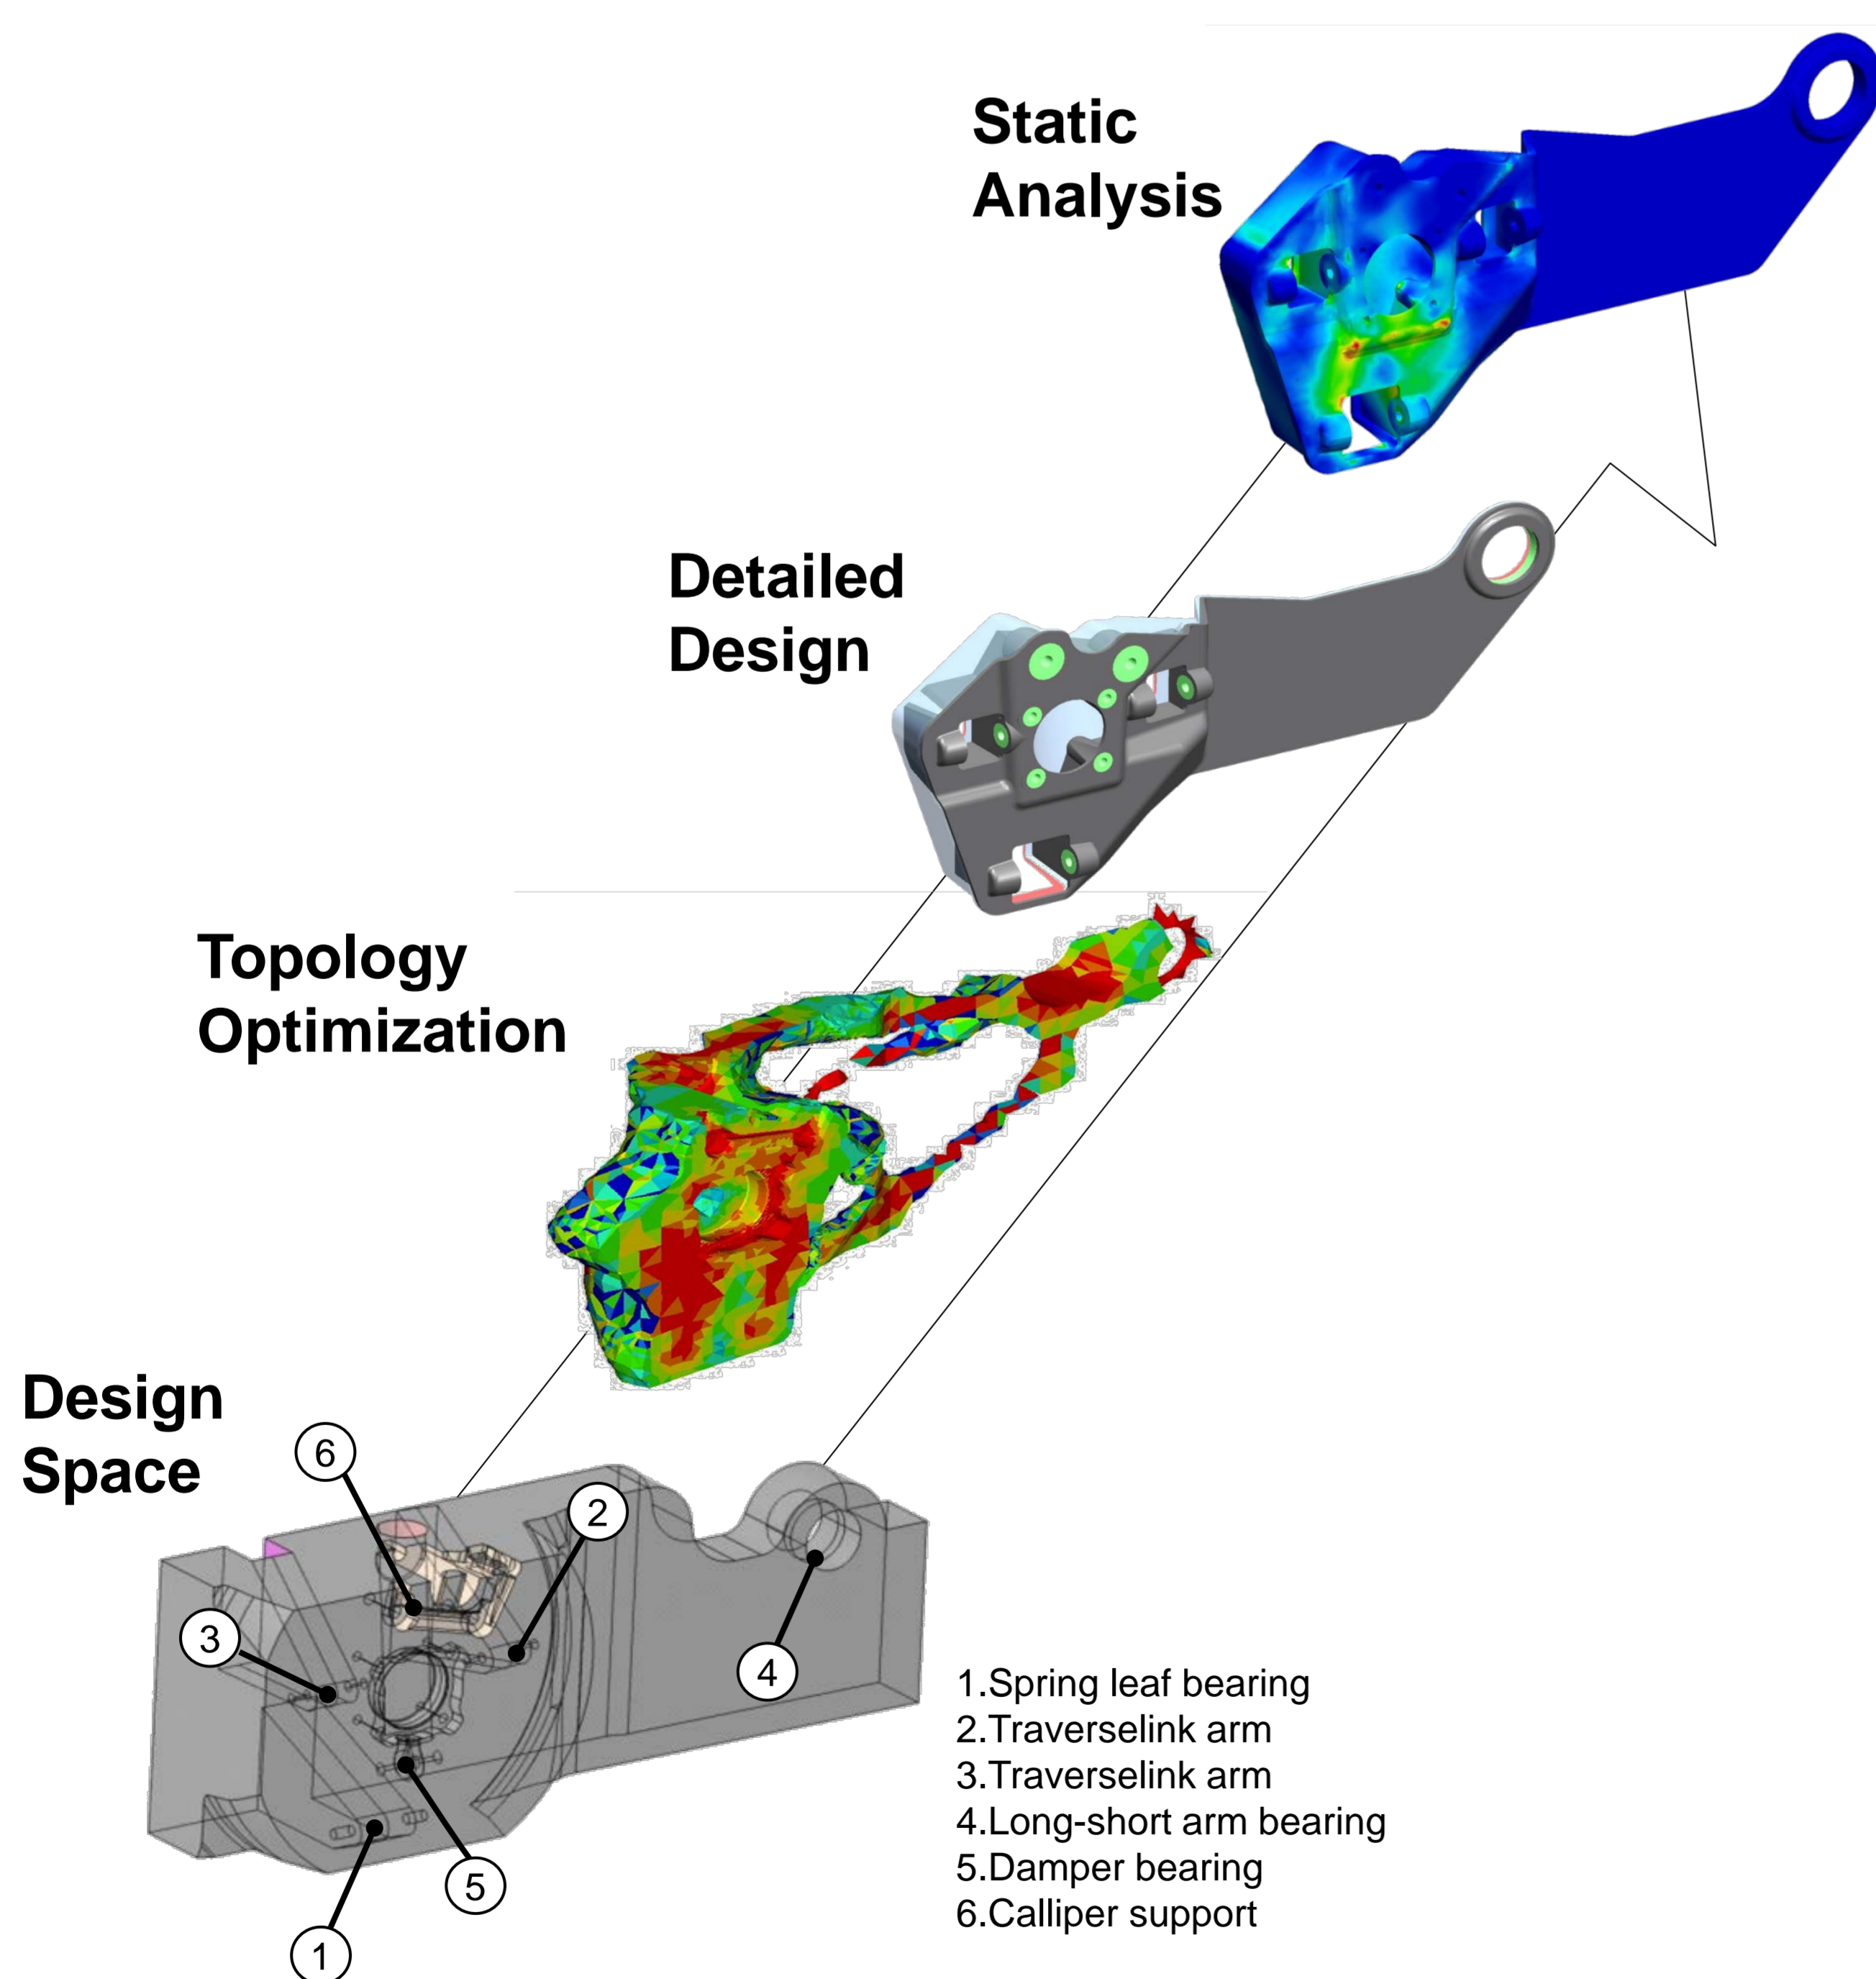 Static
Analysis
Detailed
Design
Topology
Optimization
Design
Space
6
2
3
4
5
1
1.Spring leaf bearing
2.Traverselink arm
3.Traverselink arm
4.Long-short arm bearing
5.Damper bearing
6.Calliper support